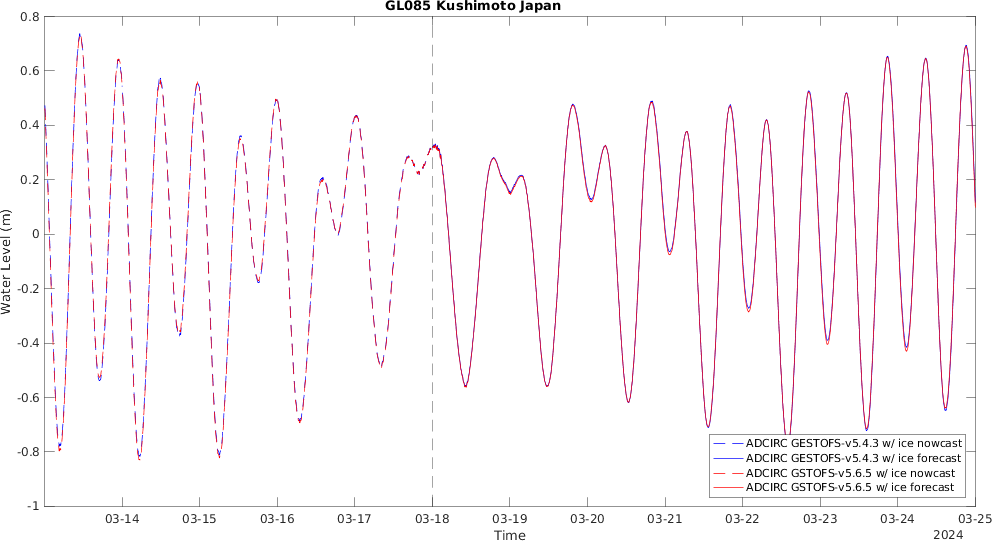 GL085 Kushimoto Japan
0.8
0.6
0.4
0.2
0
-0.2
-0.4
-0.6
-0.8
-1
Water Level (m)
03-14 03-15 03-16 03-17 03-18 03-19 03-20 03-21 03-22 03-23 03-24 03-25
Time
2024
ADCIRC GESTOFS-v5.4.3 w/ ice nowcast
ADCIRC GESTOFS-v5.4.3 w/ ice forecast
ADCIRC GSTOFS-v5.6.5 w/ ice nowcast
ADCIRC GSTOFS-v5.6.5 w/ ice forecast